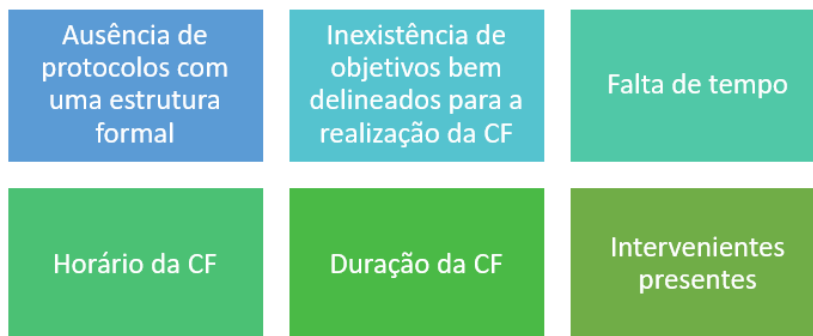 Ausência de
protocolos com
uma estrutura
formal
Inexistência de
objetivos bem
delineados para a
realização da CF
Falta de tempo
Horário da CF
Duração da CF
Intervenientes
presentes